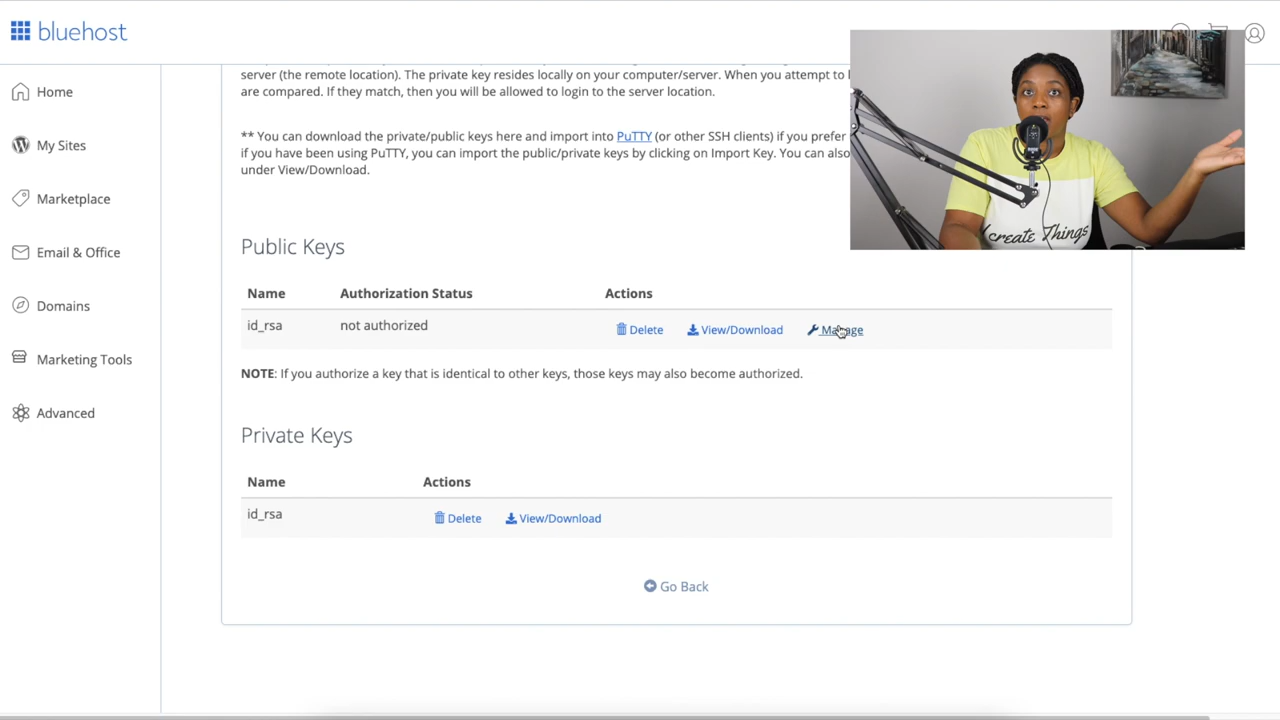 bluehost
Home
My Sites
Marketplace
Email & Office
Domains
Marketing Tools
Advanced
server (the remote location). The private key resides locally on your computer/server. When you attempt to
are compared. If they match, then you will be allowed to login to the server location.
** You can download the private/public keys here and import into PuTTY (or other SSH clients) if you prefer
if you have been using PuTTY, you can import the public/private keys by clicking on Import Key. You can also
under View/Download.
Public Keys
Name Authorization Status Actions
id_rsa not authorized Delete View/Download Manage
NOTE: If you authorize a key that is identical to other keys, those keys may also become authorized.
Private Keys
Name Actions
id_rsa Delete View/Download
Go Back
create Things